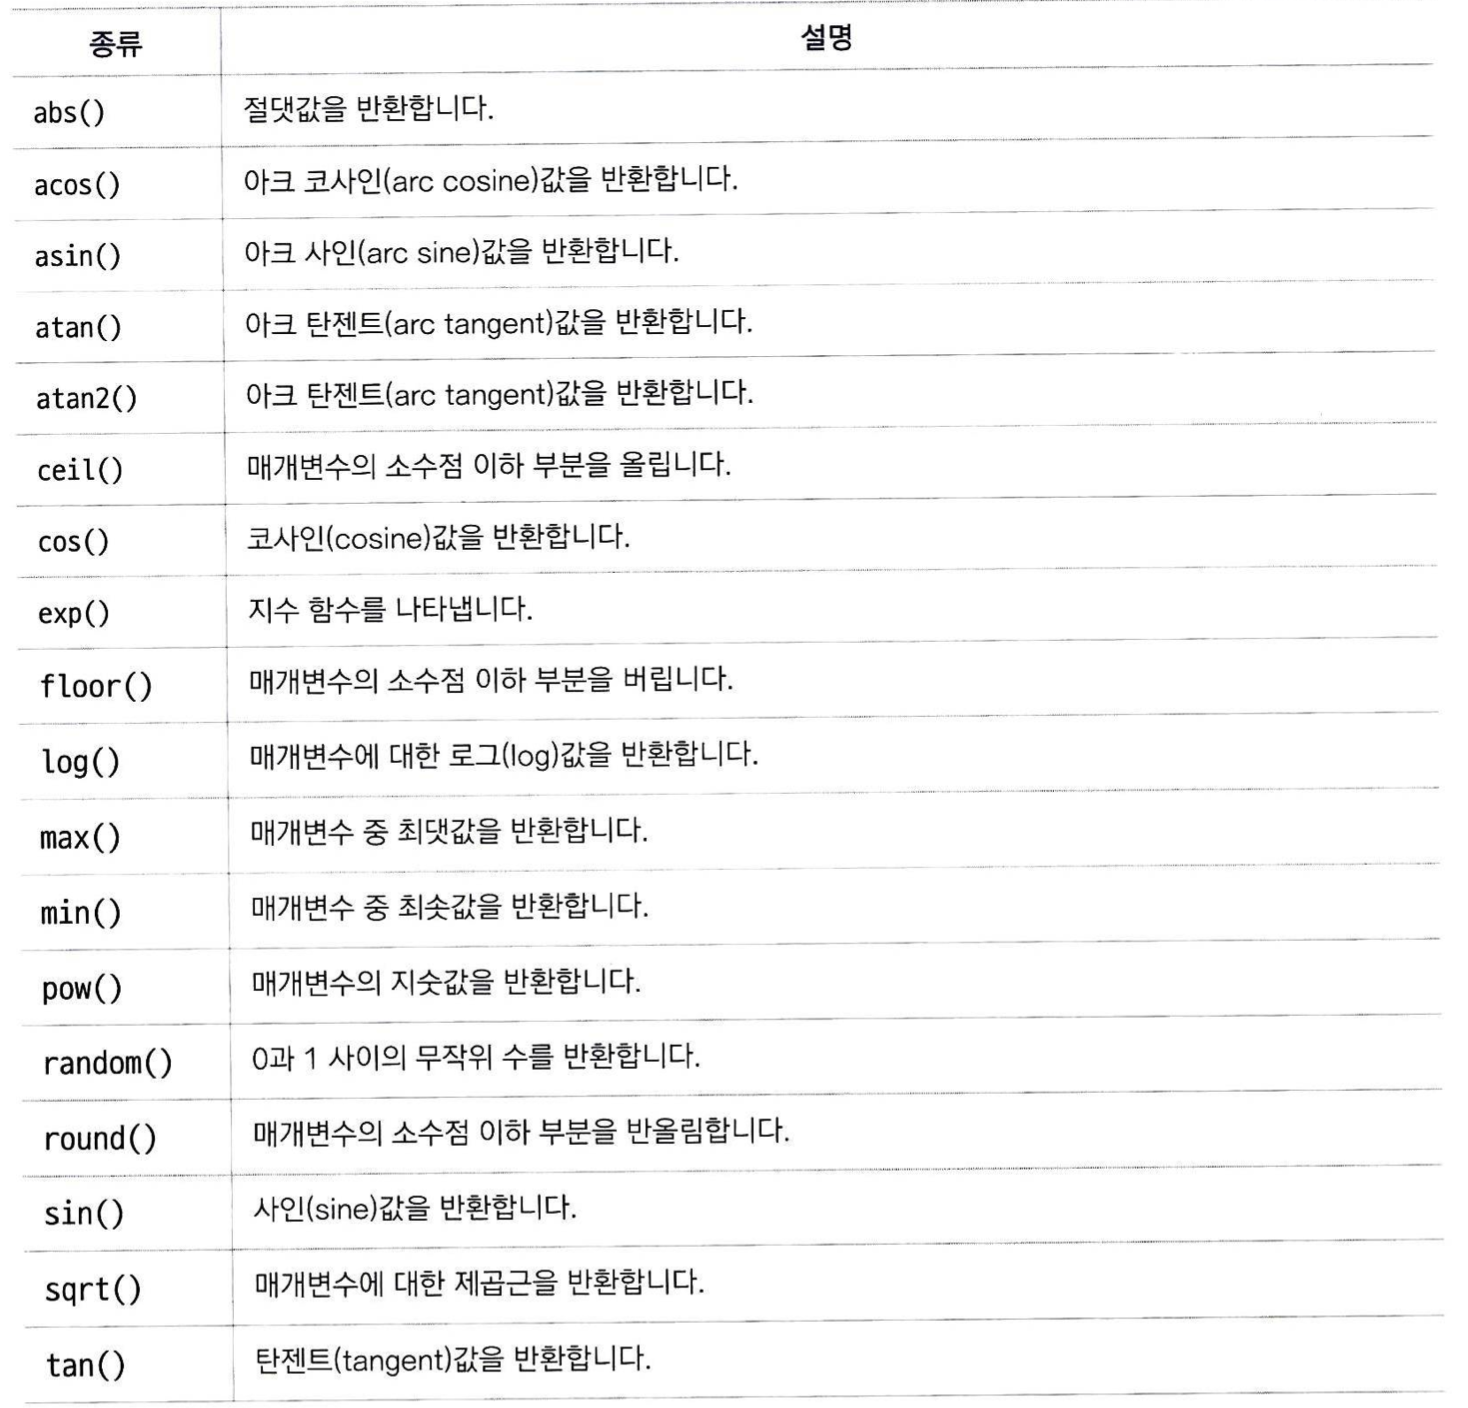 종류 설명
abs() 절댓값을 반환합니다.
acos() 아크 코사인(arc cosine)값을 반환합니다.
asin() 아크 사인(arc sine)값을 반환합니다.
atan() 아크 탄젠트(arc tangent)값을 반환합니다.
atan2() 아크 탄젠트(arc tangent)값을 반환합니다.
ceil() 매개변수의 소수점 이하 부분을 올립니다.
cos() 코사인(cosine)값을 반환합니다.
exp() 지수 함수를 나타냅니다.
floor() 매개변수의 소수점 이하 부분을 버립니다.
log() 매개변수에 대한 로그(log)값을 반환합니다.
max() 매개변수 중 최댓값을 반환합니다.
min() 매개변수 중 최솟값을 반환합니다.
pow() 매개변수의 지숫값을 반환합니다.
random() 0과 1 사이의 무작위 수를 반환합니다.
round() 매개변수의 소수점 이하 부분을 반올림합니다.
sin() 사인(sine)값을 반환합니다.
sqrt() 매개변수에 대한 제곱근을 반환합니다.
tan() 탄젠트(tangent)값을 반환합니다.